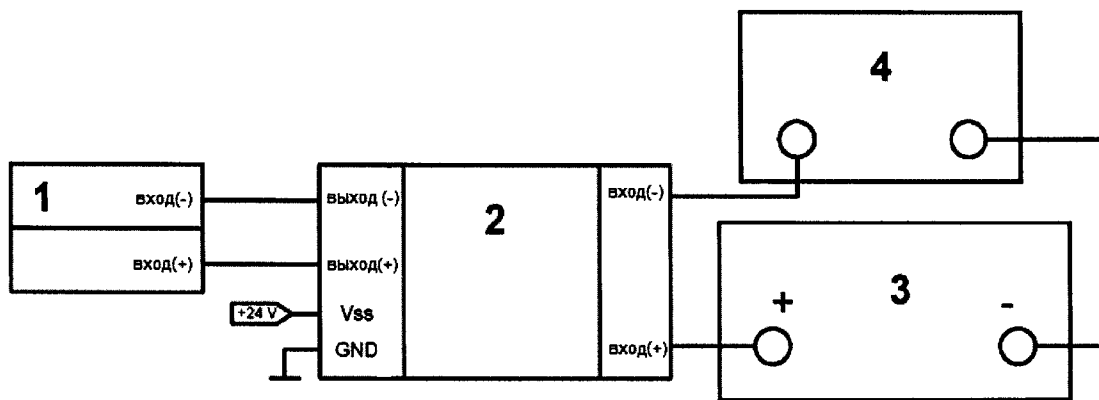 4
1
вход(-)
выход (-)
2
вход(-)
вход(+)
выход(+)
3
+24 V
Vss
+
-
GND
вход(+)